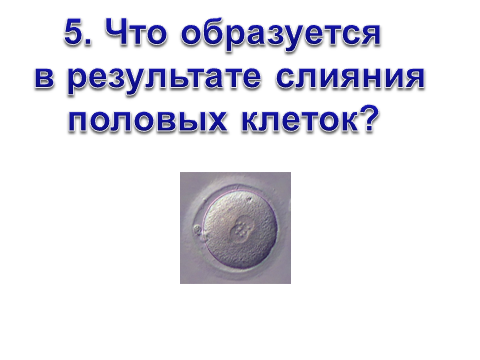 5. Что образуется
в результате слияния
половых клеток?